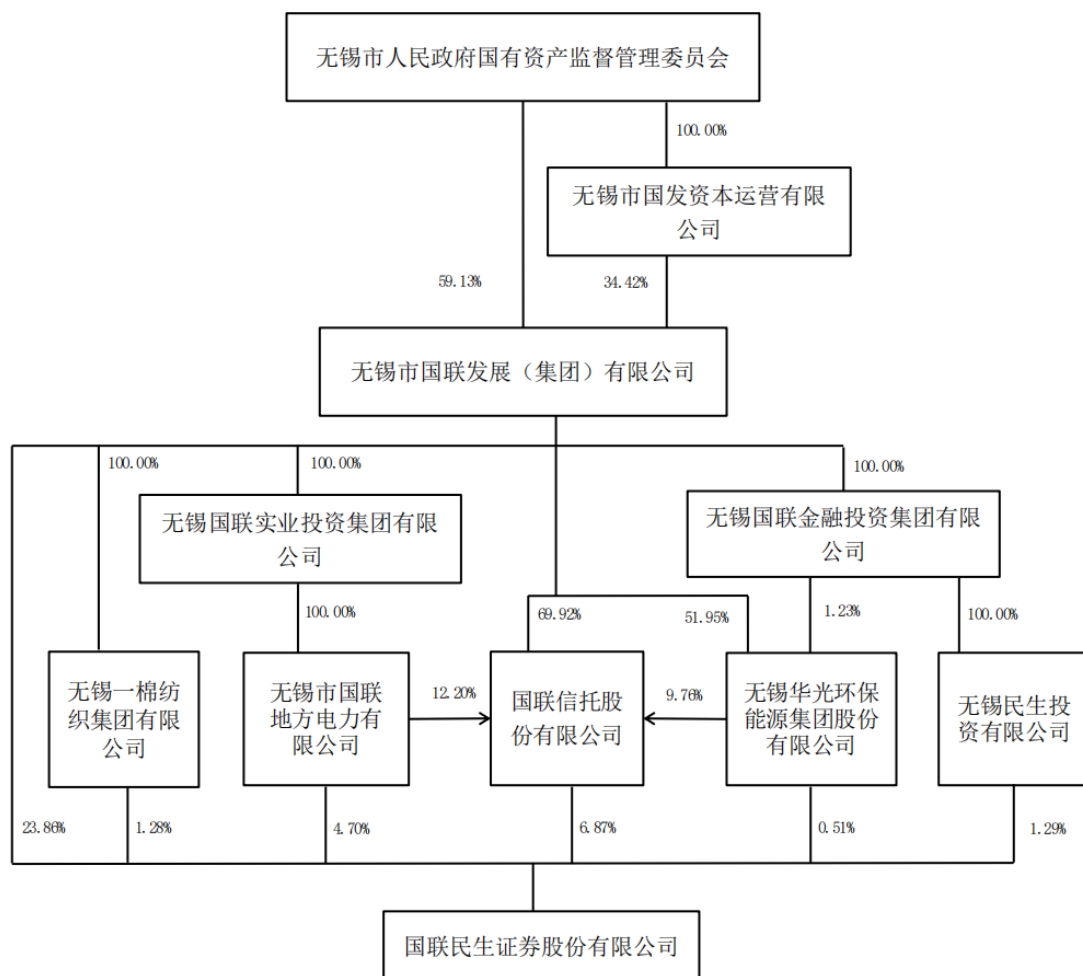 无锡市人民政府国有资产监督管理委员会
100.00%
无锡市国发资本运营有限
公司
59.13%
34.42%
无锡市国联发展（集团）有限公司
100.00%
100.00%
100.00%
无锡国联实业投资集团有限
公司
无锡国联金融投资集团有限
公司
100.00%
69.92%
51.95%
1.23%
100.00%
无锡一棉纺
织集团有限
公司
无锡市国联
地方电力有
限公司
12.20%
国联信托股
份有限公司
9.76%
无锡华光环保
能源集团股份
有限公司
无锡民生投
资有限公司
23.86%
1.28%
4.70%
6.87%
0.51%
1.29%
国联民生证券股份有限公司